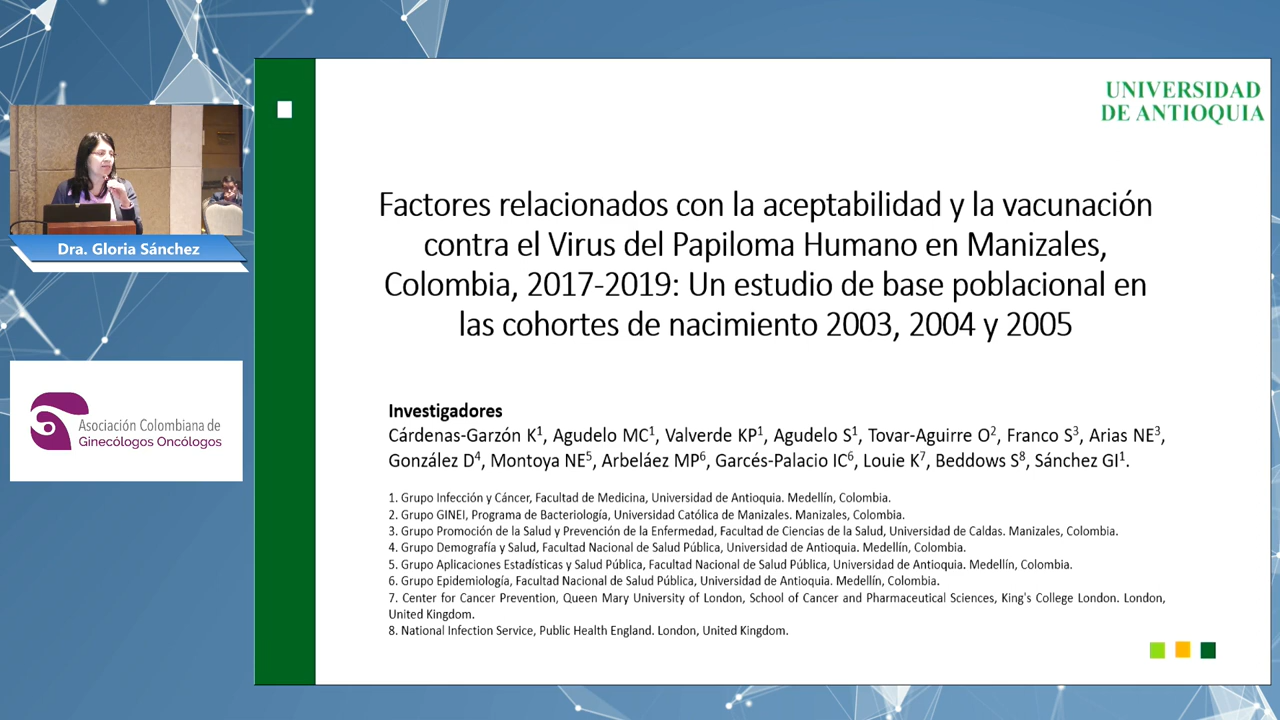 UNIVERSIDAD
DE ANTIOQUIA
Factores relacionados con la aceptabilidad y la vacunación
contra el Virus del Papiloma Humano en Manizales,
Colombia, 2017-2019: Un estudio de base poblacional en
las cohortes de nacimiento 2003, 2004 y 2005
Dra. Gloria Sánchez
Asociación Colombiana de
Ginecólogos Oncólogos
Investigadores
Cárdenas-Garzón K1, Agudelo MC1, Valverde KP1, Agudelo S1, Tovar-Aguirre O2, Franco S3, Arias NE3,
González D4, Montoya NE5, Arbeláez MP6, Garcés-Palacio IC6, Louie K7, Beddows S8, Sánchez GI1.
1. Grupo Infección y Cáncer, Facultad de Medicina, Universidad de Antioquia. Medellín, Colombia.
2. Grupo GINEI, Programa de Bacteriología, Universidad Católica de Manizales. Manizales, Colombia.
3. Grupo Promoción de la Salud y Prevención de la Enfermedad, Facultad de Ciencias de la Salud, Universidad de Caldas. Manizales, Colombia.
4. Grupo Demografía y Salud, Facultad Nacional de Salud Pública, Universidad de Antioquia. Medellín, Colombia.
5. Grupo Aplicaciones Estadísticas y Salud Pública, Facultad Nacional de Salud Pública, Universidad de Antioquia. Medellín, Colombia.
6. Grupo Epidemiología, Facultad Nacional de Salud Pública, Universidad de Antioquia. Medellín, Colombia.
7. Center for Cancer Prevention, Queen Mary University of London, School of Cancer and Pharmaceutical Sciences, King's College London. London,
United Kingdom.
8. National Infection Service, Public Health England. London, United Kingdom.